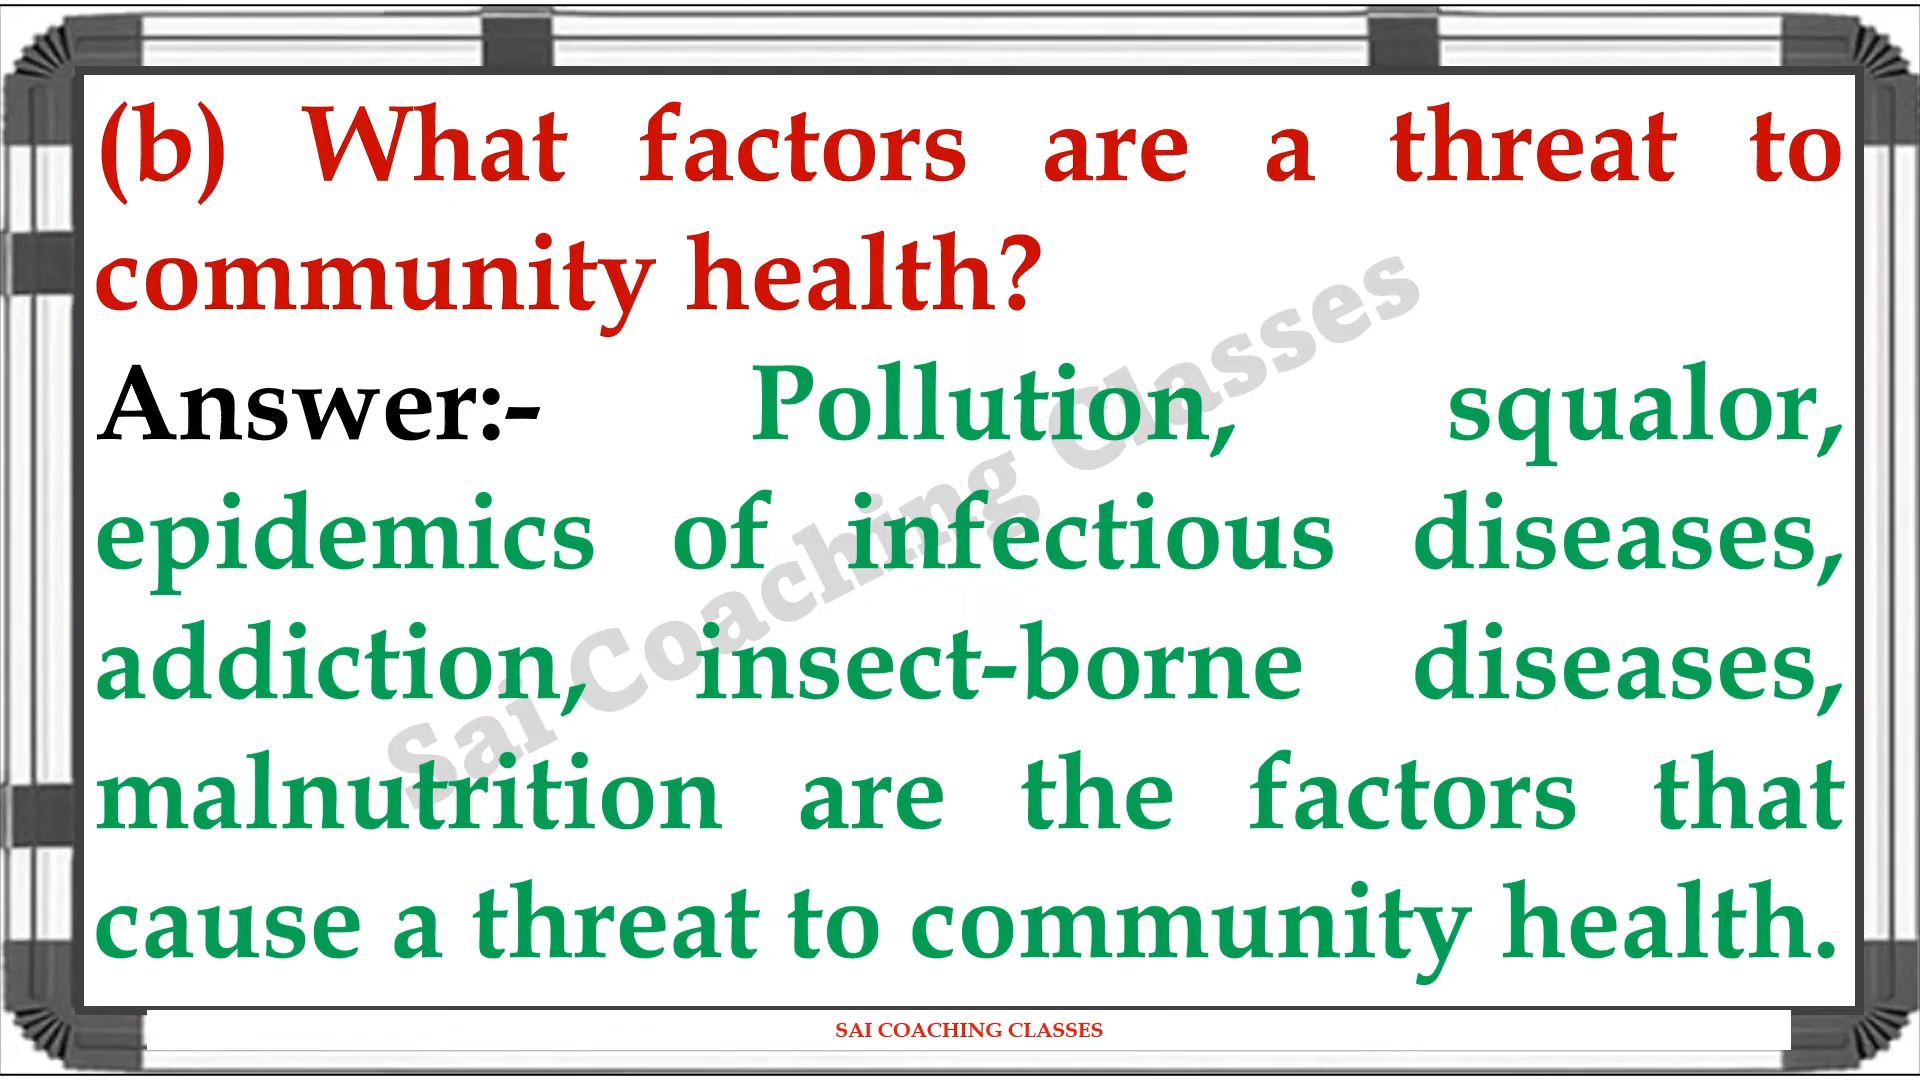 (b) What factors are a threat to
community health?
Answer:- Pollution, squalor,
epidemics of infectious diseases,
addiction, insect-borne diseases,
malnutrition are the factors that
cause a threat to community health.
Sai Coaching Classes
SAI COACHING CLASSES